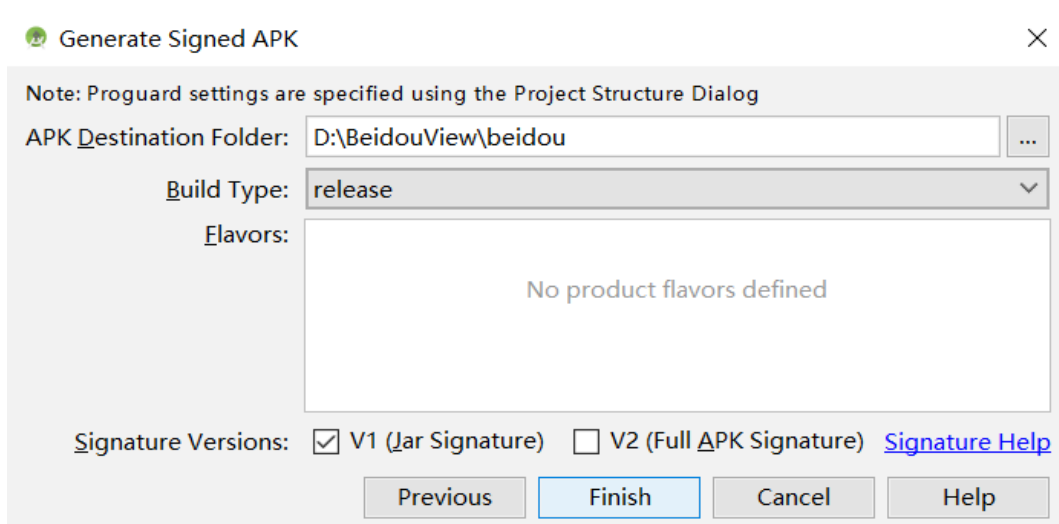 Generate Signed APK
Note: Proguard settings are specified using the Project Structure Dialog
APK Destination Folder: D:\BeidouView\beidou ...
Build Type: release
Flavors:
No product flavors defined
Signature Versions: V1 (Jar Signature) V2 (Full APK Signature) Signature Help
Previous Finish Cancel Help